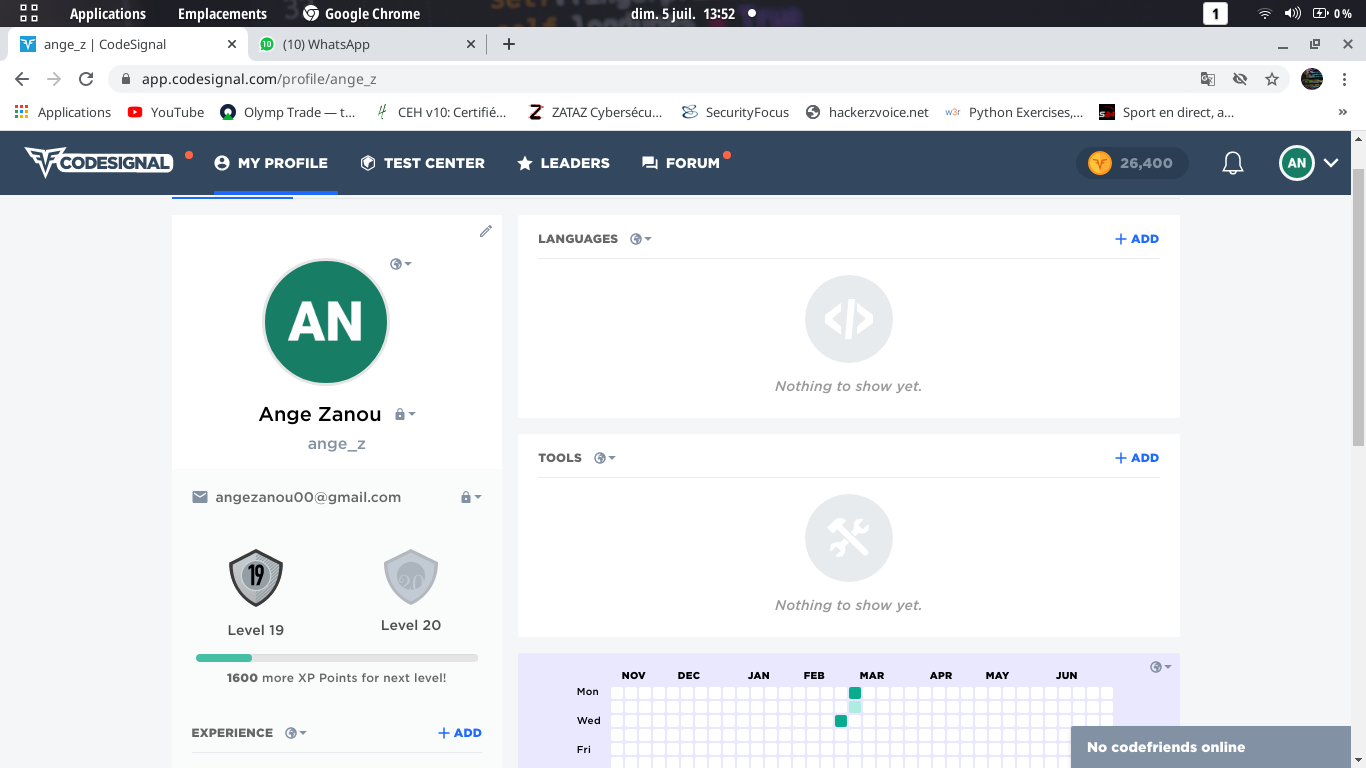 Applications Emplacements Google Chrome dim. 5 juil. 13:52 1 0 %
ange_z | CodeSignal (10) WhatsApp
app.codesignal.com/profile/ange_z
Applications YouTube Olymp Trade — t... CEH v10: Certifié... ZATAZ Cybersécu... SecurityFocus hackerzvoice.net Python Exercises,... Sport en direct, a... »
CODESIGNAL MY PROFILE TEST CENTER LEADERS FORUM 26,400 AN
AN
Ange Zanou
ange_z
angezanou00@gmail.com
19 20
Level 19 Level 20
1600 more XP Points for next level!
EXPERIENCE + ADD
LANGUAGES + ADD
Nothing to show yet.
TOOLS + ADD
Nothing to show yet.
NOV DEC JAN FEB MAR APR MAY JUN
Mon
Wed
Fri
No codefriends online